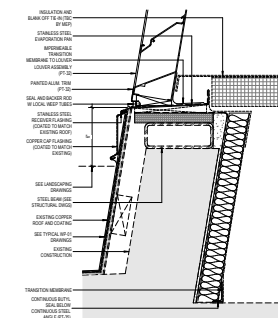 INSULATION AND
BLANK OFF TIE-IN (TBC
BY MEP)
STAINLESS STEEL
EVAPORATION PAN
IMPERMEABLE
TRANSITION
MEMBRANE TO LOUVER
LOUVER ASSEMBLY
(PT-32)
PAINTED ALUM. TRIM
(PT-32)
SEAL AND BACKER ROD
W/ LOCAL WEEP TUBES
STAINLESS STEEL
RECEIVER FLASHING
(COATED TO MATCH
EXISTING ROOF)
COPPER CAP FLASHING
(COATED TO MATCH
EXISTING)
SEE LANDSCAPING
DRAWINGS
STEEL BEAM (SEE
STRUCTURAL DWGS)
EXISTING COPPER
ROOF AND COATING
SEE TYPICAL WF-01
DRAWINGS
EXISTING
CONSTRUCTION
TRANSITION MEMBRANE
CONTINUOUS BUTYL
SEAL BELOW
CONTINUOUS STEEL